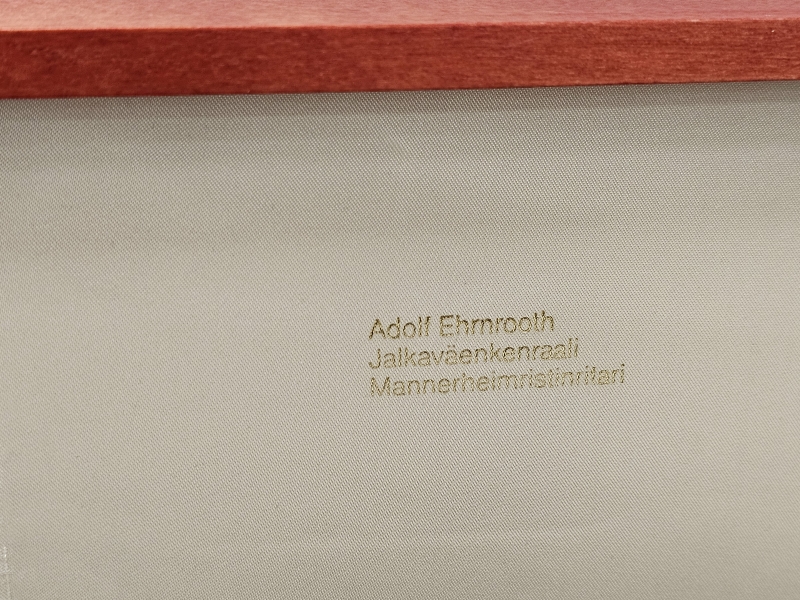 Adolf Ehrnrooth
Jalkaväenkenraali
Mannerheimristinritari